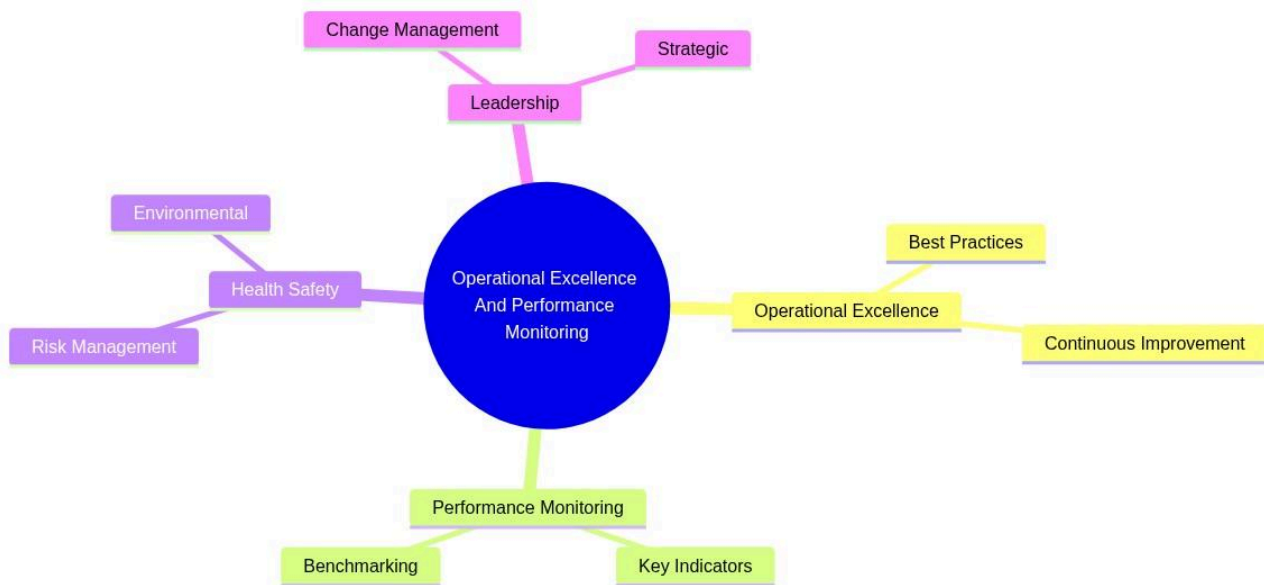 Change Management
Strategic
Leadership
Environmental
Health Safety
Risk Management
Operational Excellence
And Performance
Monitoring
Best Practices
Operational Excellence
Continuous Improvement
Performance Monitoring
Benchmarking
Key Indicators